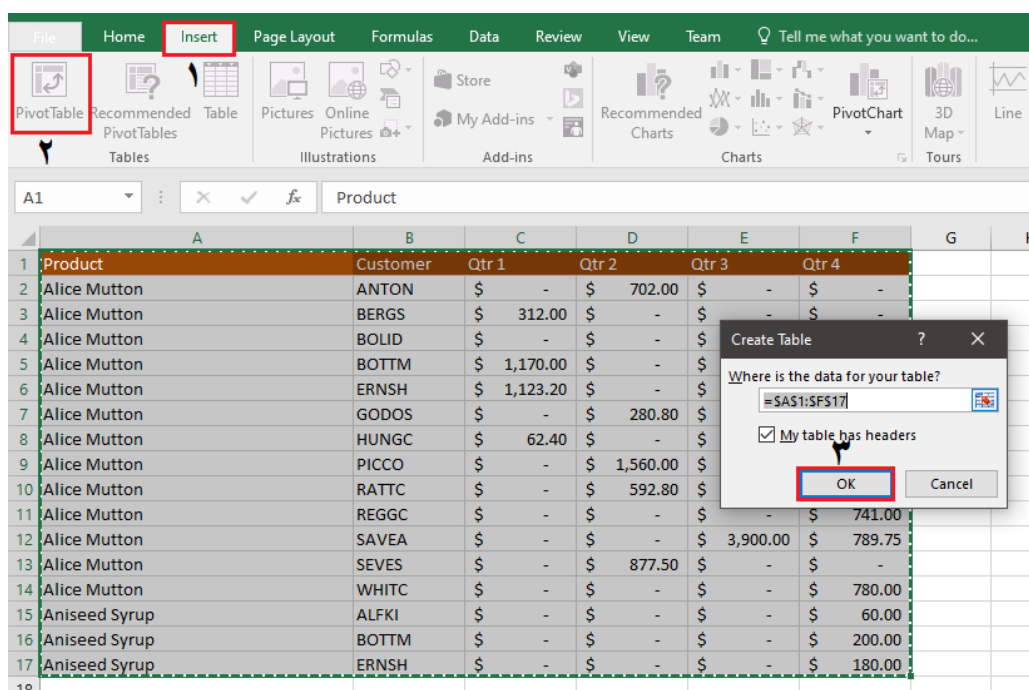 File Home Insert Page Layout Formulas Data Review View Team Tell me what you want to do...
۱
PivotTable Recommended PivotTables Table Pictures Online Pictures Store My Add-ins Recommended Charts PivotChart 3D Map Line
۲
Tables Illustrations Add-ins Charts Tours
A1 fx Product
A B C D E F G
1 Product Customer Qtr 1 Qtr 2 Qtr 3 Qtr 4
2 Alice Mutton ANTON $ - $ 702.00 $ - $ -
3 Alice Mutton BERGS $ 312.00 $ - $ - $ -
4 Alice Mutton BOLID $ - $ - $
5 Alice Mutton BOTTM $ 1,170.00 $ - $
6 Alice Mutton ERNSH $ 1,123.20 $ - $
7 Alice Mutton GODOS $ - $ 280.80 $
8 Alice Mutton HUNGC $ 62.40 $ - $
9 Alice Mutton PICCO $ - $ 1,560.00 $
10 Alice Mutton RATTC $ - $ 592.80 $
11 Alice Mutton REGGC $ - $ - $ - $ 741.00
12 Alice Mutton SAVEA $ - $ - $ 3,900.00 $ 789.75
13 Alice Mutton SEVES $ - $ 877.50 $ - $ -
14 Alice Mutton WHITC $ - $ - $ - $ 780.00
15 Aniseed Syrup ALFKI $ - $ - $ - $ 60.00
16 Aniseed Syrup BOTTM $ - $ - $ - $ 200.00
17 Aniseed Syrup ERNSH $ - $ - $ - $ 180.00
Create Table ?
Where is the data for your table?
=$A$1:$F$17
My table has headers
۳
OK Cancel